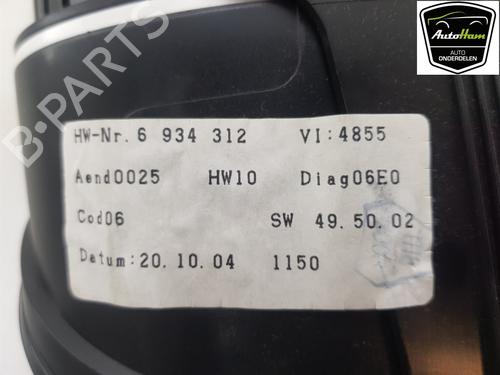 AutoHam
AUTO
ONDERDELEN
B-PARTS
HW-Nr. 6 934 312 VI:4855
Aend0025 HW10 Diag06E0
Cod06 SW 49.50.02
Datum: 20.10.04 1150